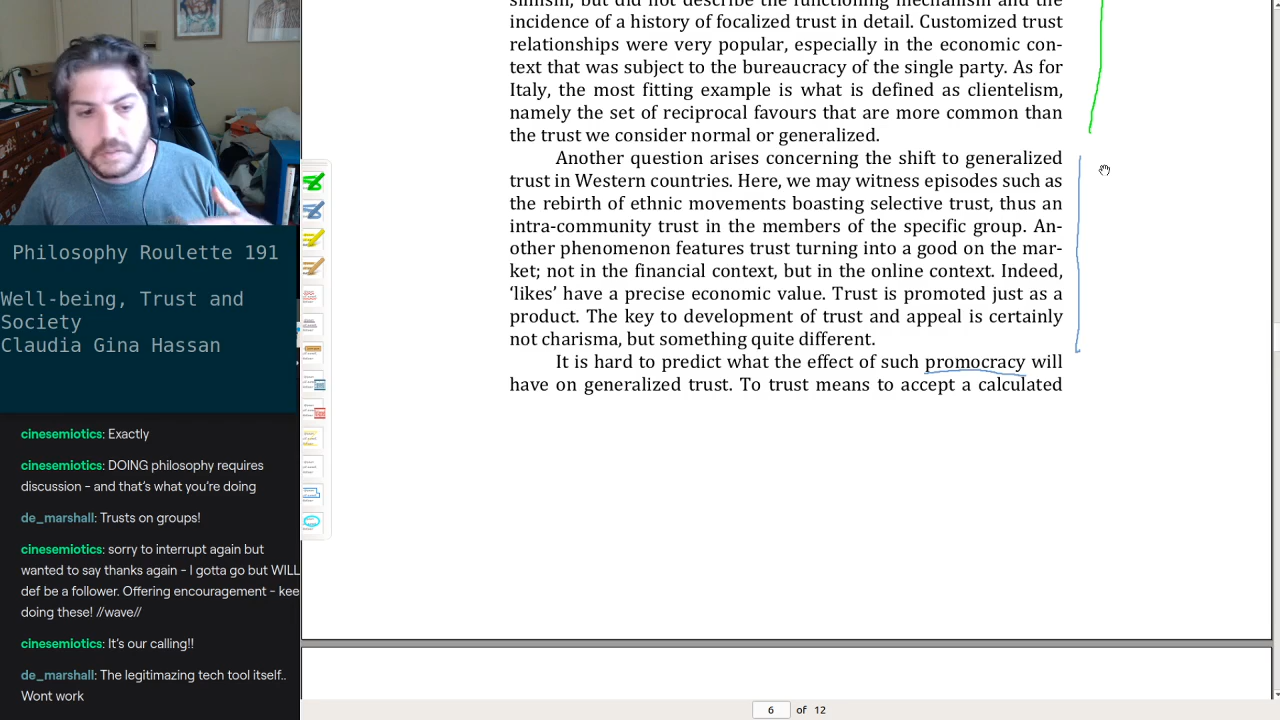 Philosophy Roulette 191
Well-being, Trust and
Society
Claudia Gina Hassan
cinesemiotics: Exactly
cinesemiotics: DOING philosophy requires
discussion - and that's what you're doing
de_marshall: Trusts on groups!
cinesemiotics: sorry to interrupt again but
wanted to say thanks again - I gotta go but WILL
def be a follower. Offering encouragement - kee
doing these! //wave//
cinesemiotics: It's our calling!!
de_marshall: The legitimazing tech tool itself..
Wont work
simism, but did not describe the functioning mechanism and the
incidence of a history of focalized trust in detail. Customized trust
relationships were very popular, especially in the economic con-
text that was subject to the bureaucracy of the single party. As for
Italy, the most fitting example is what is defined as clientelism,
namely the set of reciprocal favours that are more common than
the trust we consider normal or generalized.
Another question arises concerning the shift to generalized
trust in Western countries. Here, we may witness episodes such as
the rebirth of ethnic movements boasting selective trust, thus an
intra-community trust in the members of the specific group. An-
other phenomenon features trust turning into a good on the mar-
ket; not in the financial context, but in the online context. Indeed,
'likes' have a precise economic value. Trust is promoted just as a
product. The key to development of trust and appeal is certainly
not charisma, but something quite different.
It is hard to predict what the effect of such promotion will
have on generalized trust. To trust means to accept a calculated
6 of 12